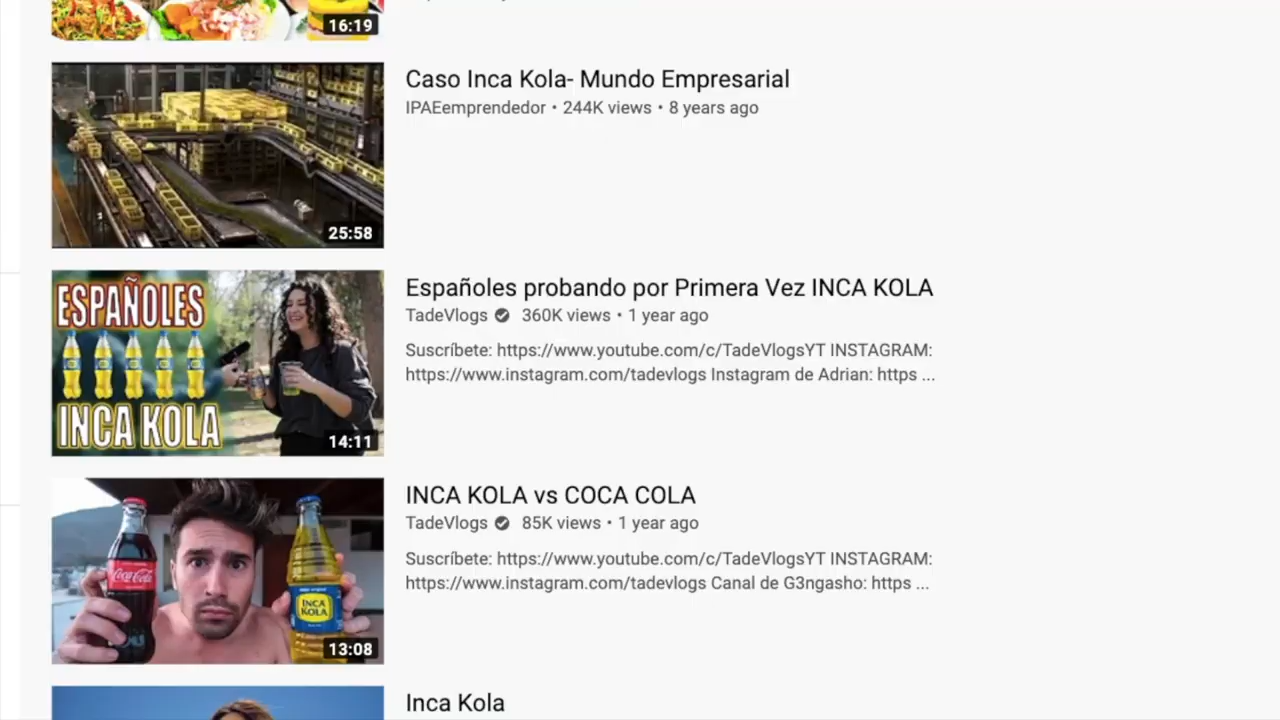 16:19
Caso Inca Kola- Mundo Empresarial
IPAEemprendedor • 244K views • 8 years ago
25:58
Españoles probando por Primera Vez INCA KOLA
TadeVlogs 360K views • 1 year ago
Suscríbete: https://www.youtube.com/c/TadeVlogsYT INSTAGRAM:
https://www.instagram.com/tadevlogs Instagram de Adrian: https ...
ESPAÑOLES
INCA KOLA
14:11
INCA KOLA vs COCA COLA
TadeVlogs 85K views • 1 year ago
Suscríbete: https://www.youtube.com/c/TadeVlogsYT INSTAGRAM:
https://www.instagram.com/tadevlogs Canal de G3ngasho: https ...
Coca-Cola
INCA
KOLA
13:08
Inca Kola